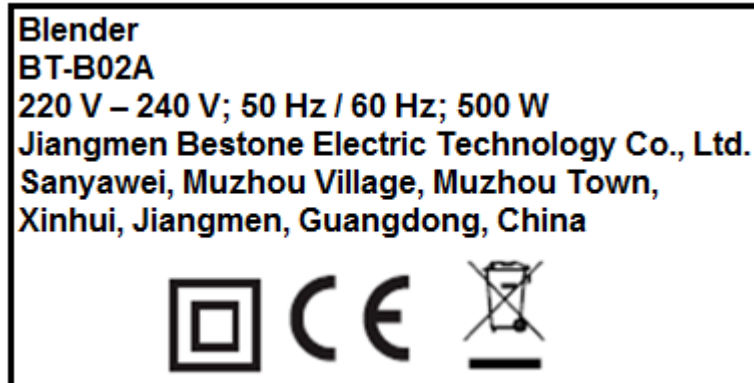 Blender
BT-B02A
220 V – 240 V; 50 Hz / 60 Hz; 500 W
Jiangmen Bestone Electric Technology Co., Ltd.
Sanyawei, Muzhou Village, Muzhou Town,
Xinhui, Jiangmen, Guangdong, China
CE